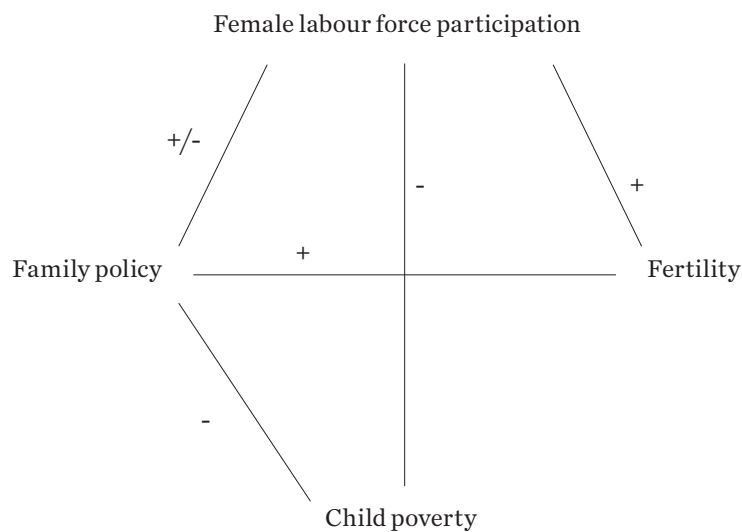 Female labour force participation
+/-
-
+
+
Family policy
Fertility
-
Child poverty